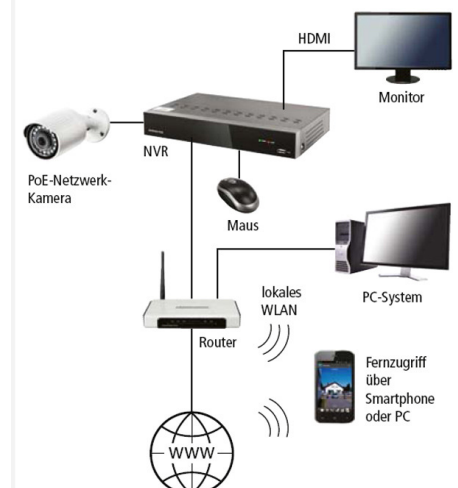 HDMI
Monitor
NVR
PoE-Netzwerk-
Kamera
Maus
PC-System
lokales
WLAN
Router
Fernzugriff
über
Smartphone
oder PC
WWW